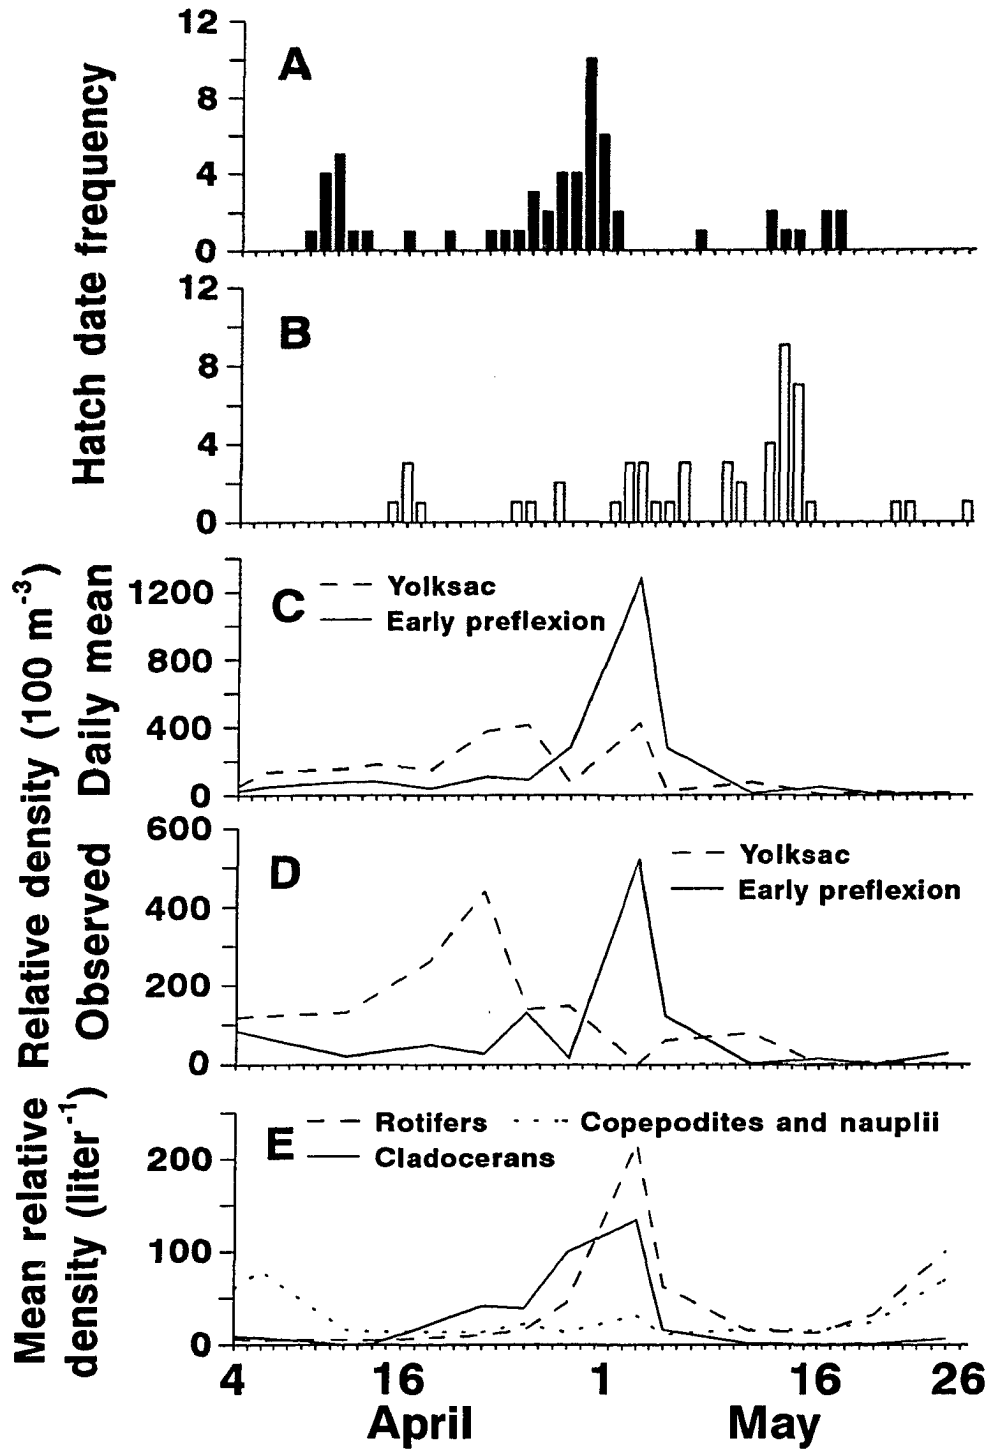 12
A
8
4
0
Hatch date frequency
12
B
8
4
0
Relative density (100 m-3)
Daily mean
1200
C
Yolksac
Early preflexion
800
400
0
Observed
600
D
Yolksac
Early preflexion
400
200
0
Mean relative
density (liter-1)
E
Rotifers
Copepodites and nauplii
Cladocerans
200
100
0
4 16 1 16 26
April May